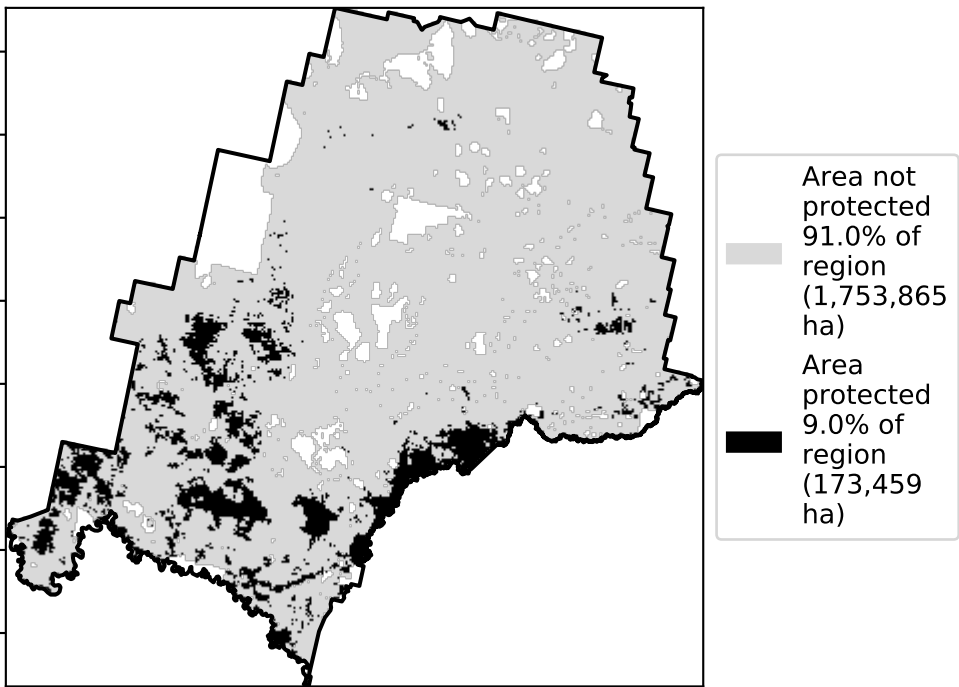 Area not
protected
91.0% of
region
(1,753,865
ha)
Area
protected
9.0% of
region
(173,459
ha)